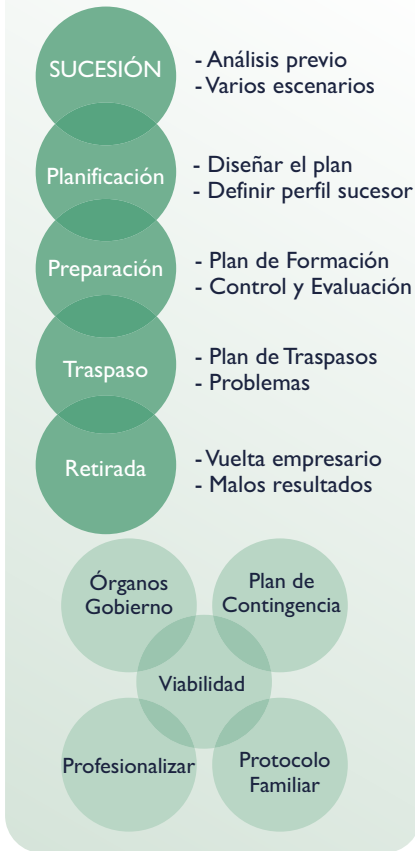 SUCESIÓN
- Análisis previo
- Varios escenarios
Planificación
- Diseñar el plan
- Definir perfil sucesor
Preparación
- Plan de Formación
- Control y Evaluación
Traspaso
- Plan de Traspasos
- Problemas
Retirada
- Vuelta empresario
- Malos resultados
Órganos
Gobierno
Plan de
Contingencia
Viabilidad
Profesionalizar
Protocolo
Familiar